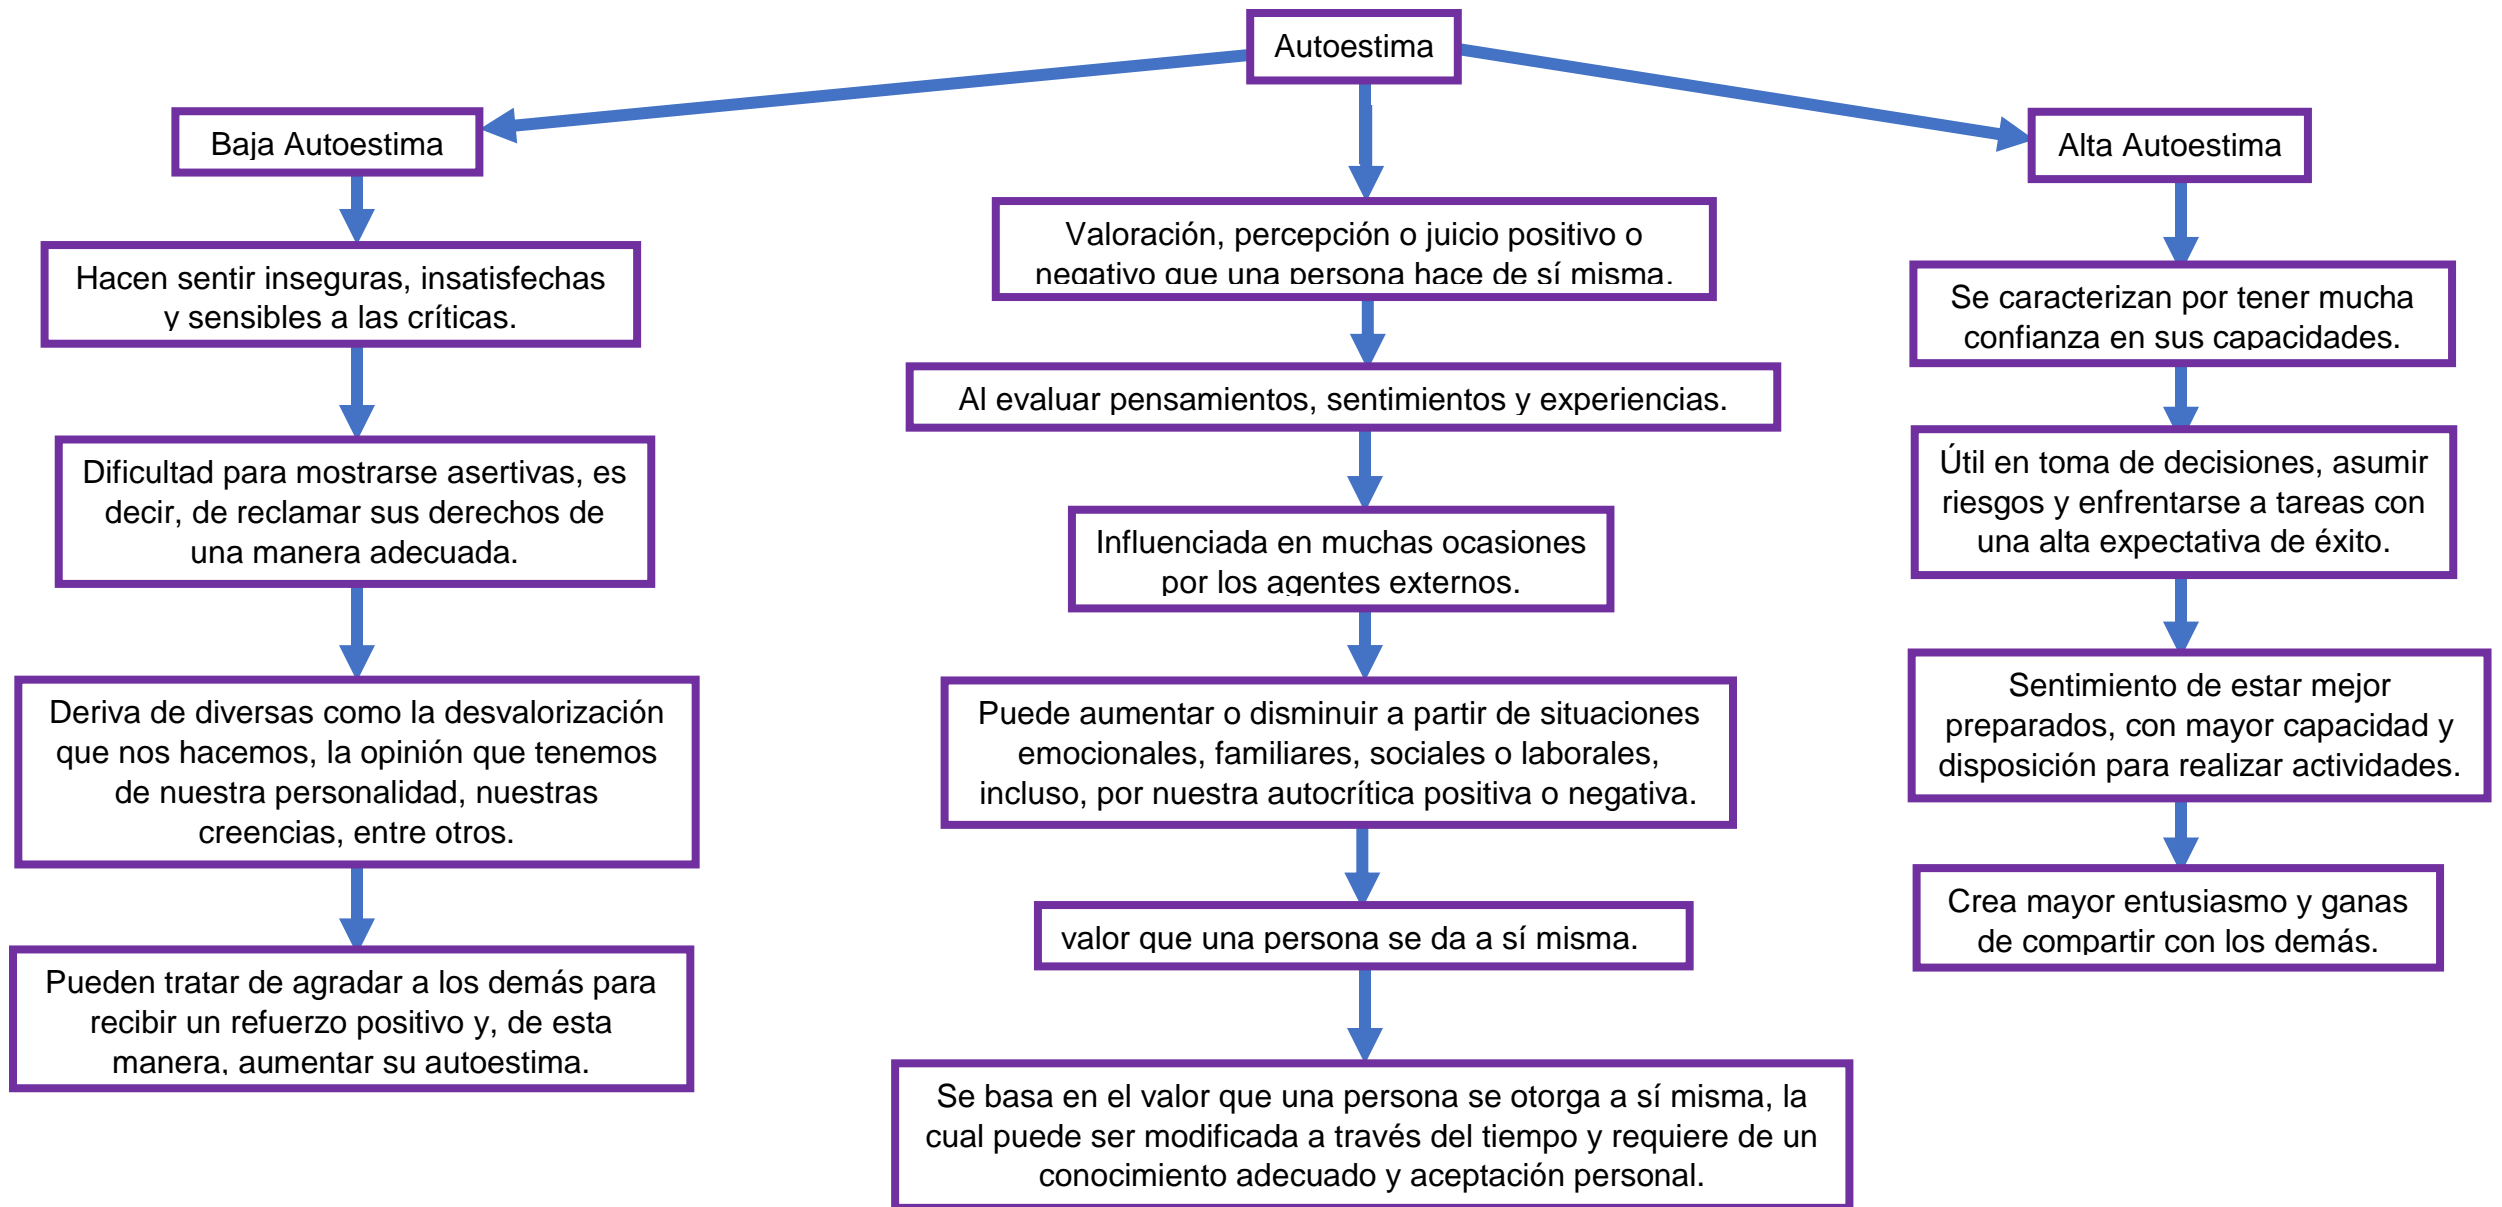 Autoestima
Baja Autoestima
Hacen sentir inseguras, insatisfechas
y sensibles a las críticas.
Dificultad para mostrarse asertivas, es
decir, de reclamar sus derechos de
una manera adecuada.
Deriva de diversas como la desvalorización
que nos hacemos, la opinión que tenemos
de nuestra personalidad, nuestras
creencias, entre otros.
Pueden tratar de agradar a los demás para
recibir un refuerzo positivo y, de esta
manera, aumentar su autoestima.
Valoración, percepción o juicio positivo o
negativo que una persona hace de sí misma.
Al evaluar pensamientos, sentimientos y experiencias.
Influenciada en muchas ocasiones
por los agentes externos.
Puede aumentar o disminuir a partir de situaciones
emocionales, familiares, sociales o laborales,
incluso, por nuestra autocrítica positiva o negativa.
valor que una persona se da a sí misma.
Se basa en el valor que una persona se otorga a sí misma, la
cual puede ser modificada a través del tiempo y requiere de un
conocimiento adecuado y aceptación personal.
Alta Autoestima
Se caracterizan por tener mucha
confianza en sus capacidades.
Útil en toma de decisiones, asumir
riesgos y enfrentarse a tareas con
una alta expectativa de éxito.
Sentimiento de estar mejor
preparados, con mayor capacidad y
disposición para realizar actividades.
Crea mayor entusiasmo y ganas
de compartir con los demás.